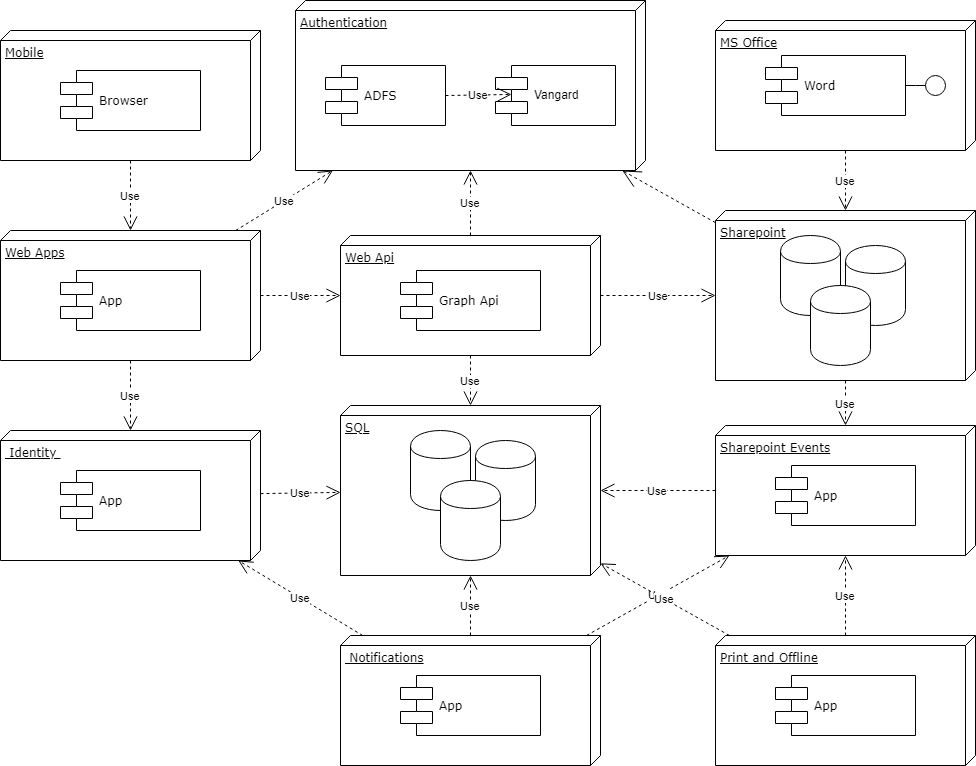 Authentication
Mobile
MS Office
Browser
ADFS
Use
Vangard
Word
Use
Use
Use
Use
Web Apps
Web Api
Sharepoint
App
Graph Api
Use
Use
Use
Use
Use
Identity
SQL
Sharepoint Events
App
App
Use
Use
Use
Use
Use
Use
Use
Notifications
Print and Offline
App
App